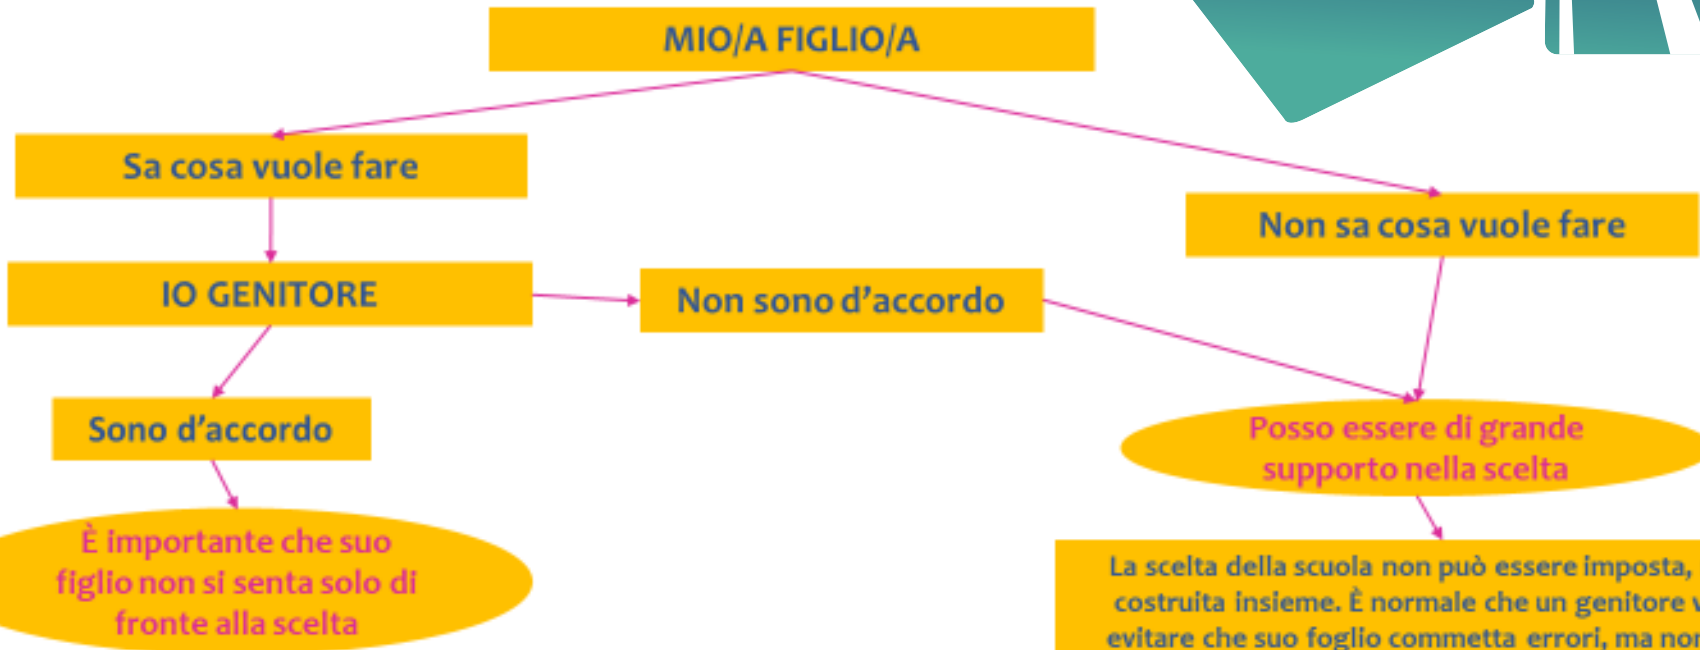 MIO/A FIGLIO/A
Sa cosa vuole fare
Non sa cosa vuole fare
IO GENITORE
Non sono d'accordo
Sono d'accordo
Posso essere di grande
supporto nella scelta
È importante che suo
figlio non si senta solo di
fronte alla scelta
La scelta della scuola non può essere imposta,
costruita insieme. È normale che un genitore
evitare che suo foglio commetta errori, ma